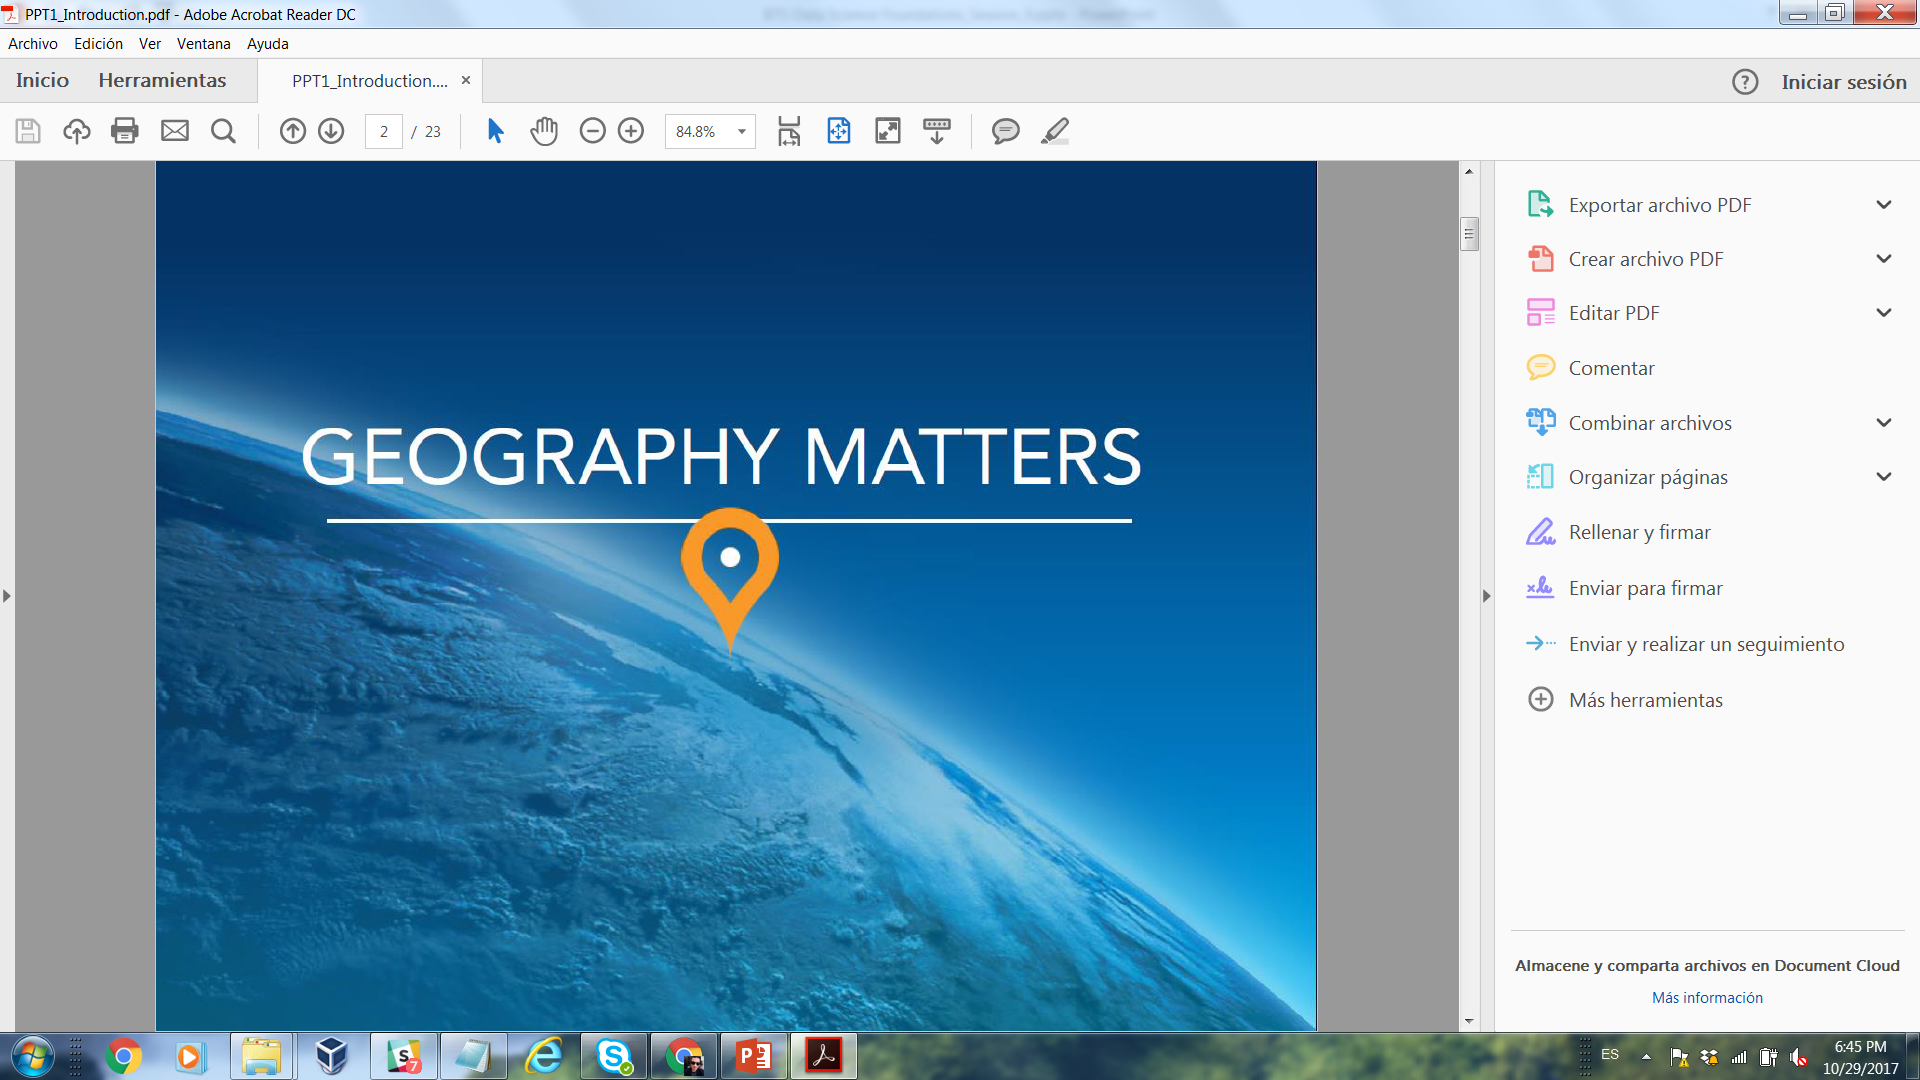 PPT1_Introduction.pdf - Adobe Acrobat Reader DC
Archivo Edición Ver Ventana Ayuda
Inicio Herramientas PPT1_Introduction.... × ? Iniciar sesión
2 / 23 84.8%
GEOGRAPHY MATTERS
Exportar archivo PDF
Crear archivo PDF
Editar PDF
Comentar
Combinar archivos
Organizar páginas
Rellenar y firmar
Enviar para firmar
Enviar y realizar un seguimiento
Más herramientas
Almacene y comparta archivos en Document Cloud
Más información
S 7 P ES 6:45 PM
10/29/2017